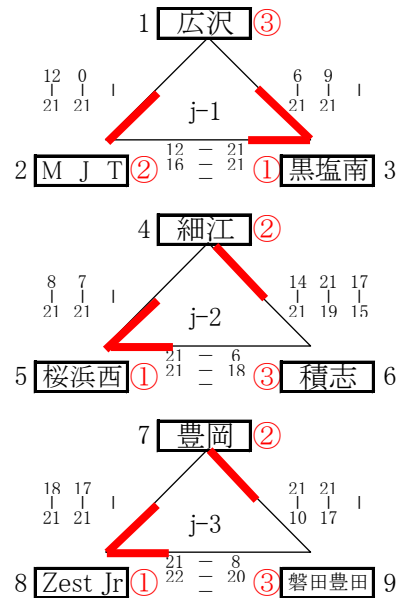 1 広沢 ③
12 0 6 9
| | | | | |
21 21 21 21
j-1
12 — 21
16 — 21
—
2 M J T ② ① 黒塩南 3
4 細江 ②
8 7 14 21 17
| | | | | |
21 21 21 19 15
j-2
21 — 6
21 — 18
—
5 桜浜西 ① ③ 積志 6
7 豊岡 ②
18 17 21 21
| | | | | |
21 21 10 17
j-3
21 — 8
22 — 20
—
8 Zest Jr ① ③ 磐田豊田 9